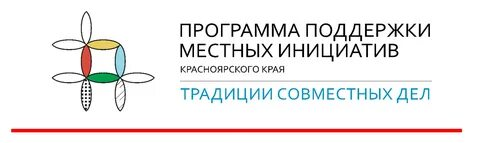 ПРОГРАММА ПОДДЕРЖКИ
МЕСТНЫХ ИНИЦИАТИВ
КРАСНОЯРСКОГО КРАЯ
ТРАДИЦИИ СОВМЕСТНЫХ ДЕЛ